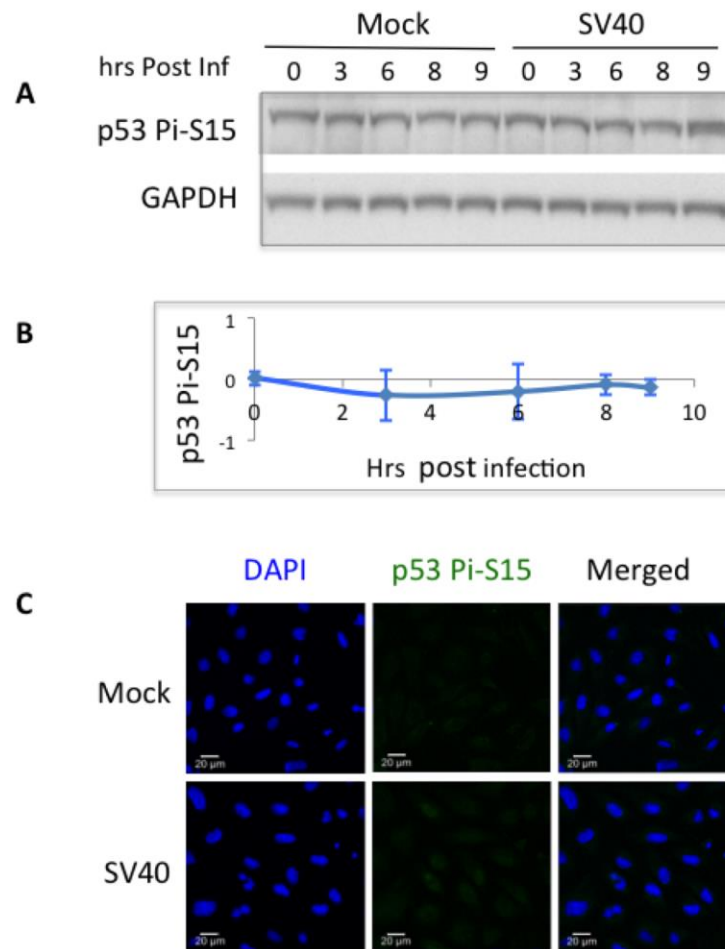 Mock SV40
hrs Post Inf 0 3 6 8 9 0 3 6 8 9
A
p53 Pi-S15
GAPDH
B
p53 Pi-S15
1
0
-1
0 2 4 6 8 10
Hrs post infection
C
DAPI p53 Pi-S15 Merged
Mock
20 µm 20 µm 20 µm
SV40
20 µm 20 µm 20 µm